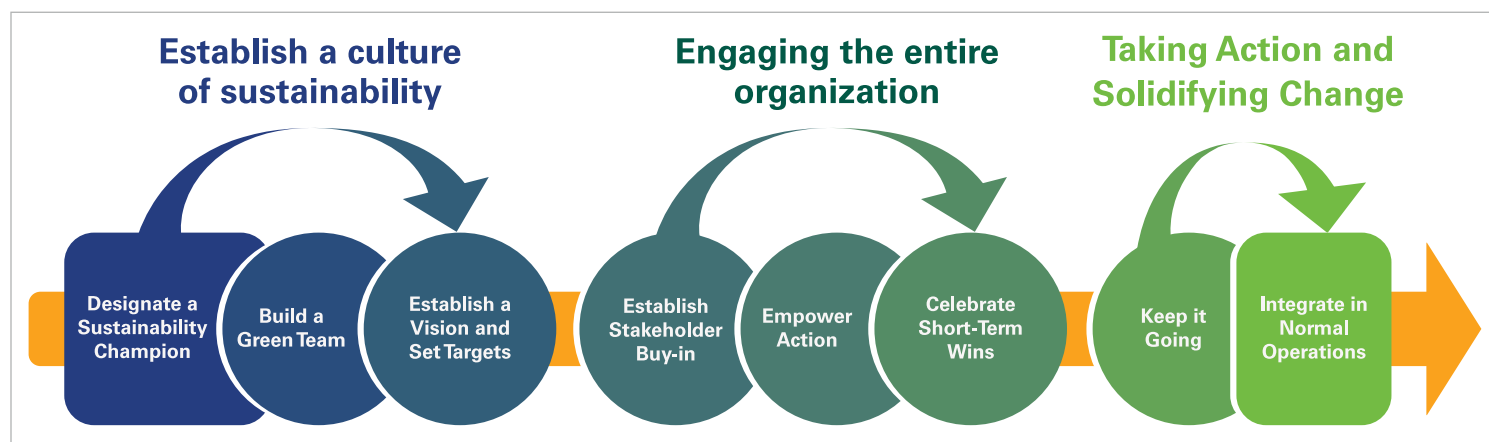 Establish a culture
of sustainability
Engaging the entire
organization
Taking Action and
Solidifying Change
Designate a
Sustainability
Champion
Build a
Green Team
Establish a
Vision and
Set Targets
Establish
Stakeholder
Buy-in
Empower
Action
Celebrate
Short-Term
Wins
Keep it
Going
Integrate in
Normal
Operations